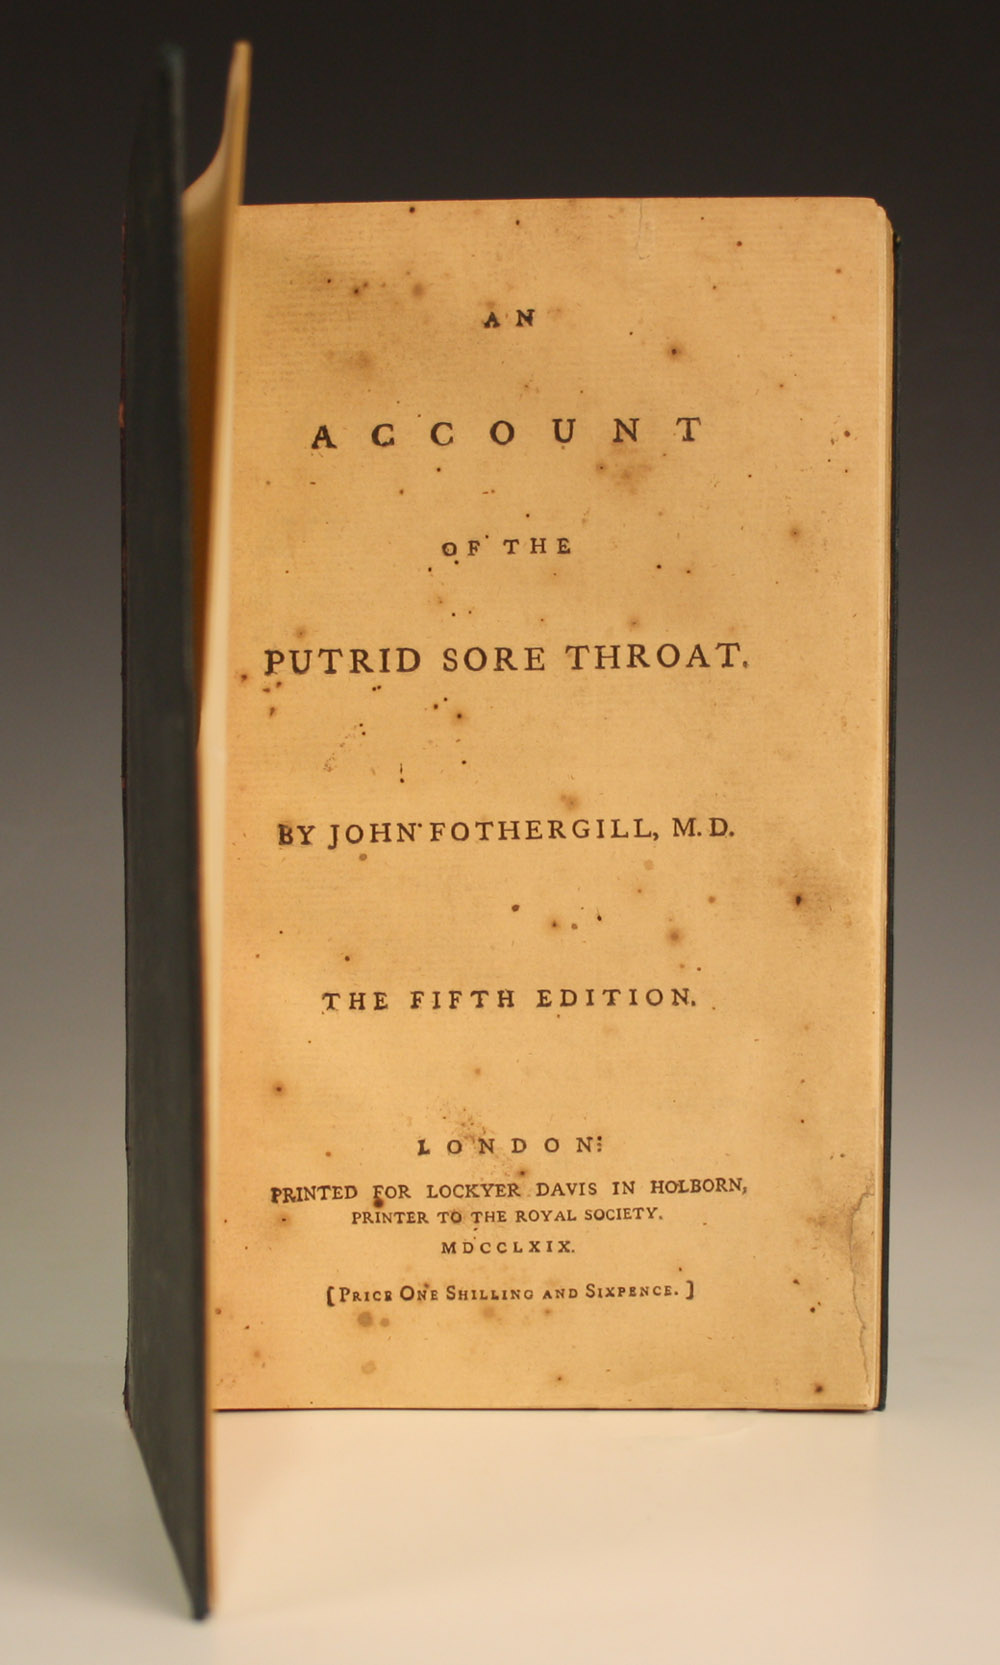 AN
ACCOUNT
OF THE
PUTRID SORE THROAT.
BY JOHN FOTHERGILL, M.D.
THE FIFTH EDITION.
LONDON:
PRINTED FOR LOCKYER DAVIS IN HOLBORN,
PRINTER TO THE ROYAL SOCIETY.
MDCCLXIX.
[PRICE ONE SHILLING AND SIXPENCE.]